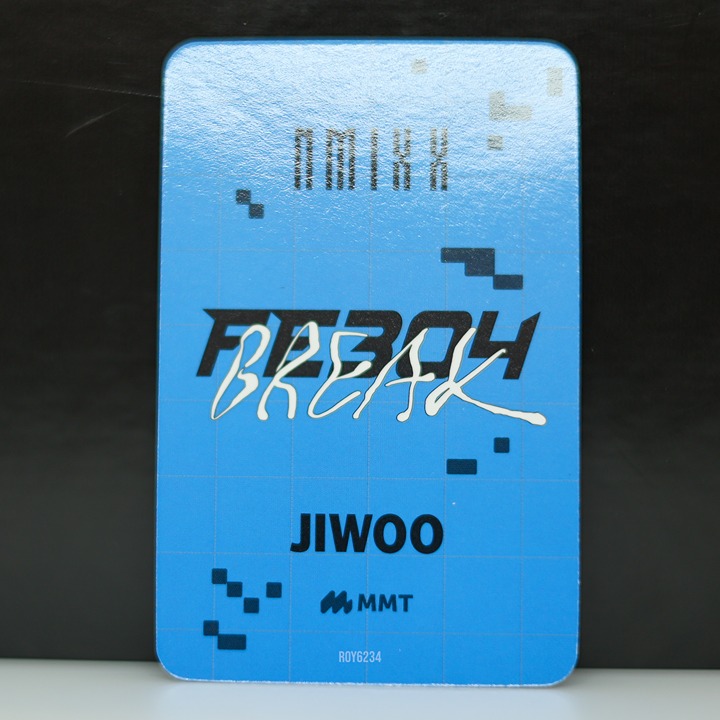 NMIXX
FE3O4
BREAK
JIWOO
MMT
ROY6234